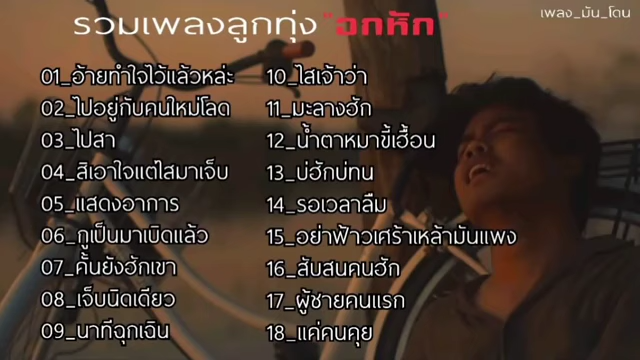 รวมเพลงลูกทุ่ง "อกหัก"
เพลง_มัน_โดน
01_อ้ายทำใจไว้แล้วหล่ะ
02_ไปอยู่กับคนใหม่โลด
03_ไปสา
04_สิเอาใจแต่ไสมาเจ็บ
05_แสดงอาการ
06_กูเป็นมาเบิดแล้ว
07_คั้นยังฮักเขา
08_เจ็บนิดเดียว
09_นาทีฉุกเฉิน
10_ไสเจ้าว่า
11_มะลางฮัก
12_น้ำตาหมาขี้เฮื้อน
13_บ่ฮักบ่ทน
14_รอเวลาลืม
15_อย่าฟ้าวเศร้าเหล้ามันแพง
16_สับสนคนฮัก
17_ผู้ชายคนแรก
18_แค่คนคุย